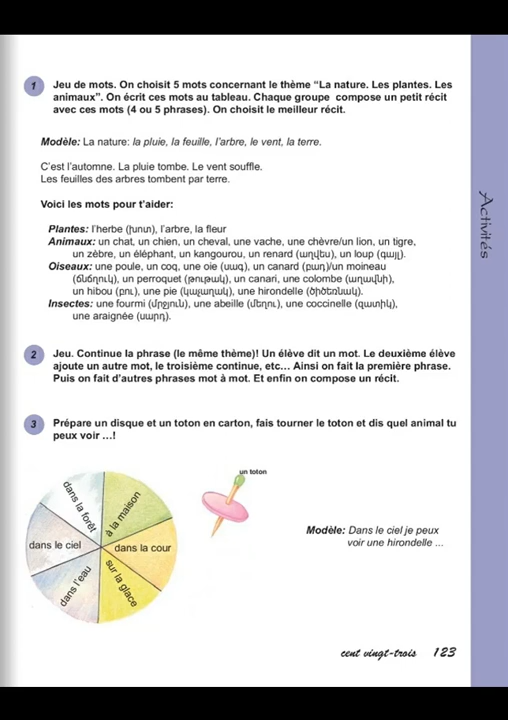 1 Jeu de mots. On choisit 5 mots concernant le thème “La nature. Les plantes. Les
animaux”. On écrit ces mots au tableau. Chaque groupe compose un petit récit
avec ces mots (4 ou 5 phrases). On choisit le meilleur récit.
Modèle: La nature: la pluie, la feuille, l’arbre, le vent, la terre.
C’est l’automne. La pluie tombe. Le vent souffle.
Les feuilles des arbres tombent par terre.
Voici les mots pour t’aider:
Plantes: l’herbe (խոտ), l’arbre, la fleur
Animaux: un chat, un chien, un cheval, une vache, une chèvre/un lion, un tigre,
un zèbre, un éléphant, un kangourou, un renard (աղվես), un loup (գայլ).
Oiseaux: une poule, un coq, une oie (սագ), un canard (բադ)/un moineau
(ճնճղուկ), un perroquet (թութակ), un canari, une colombe (աղավնի),
un hibou (բու), une pie (կաչաղակ), une hirondelle (ծիծեռնակ).
Insectes: une fourmi (մրջյուն), une abeille (մեղու), une coccinelle (զատիկ),
une araignée (սարդ).
Activités
2 Jeu. Continue la phrase (le même thème)! Un élève dit un mot. Le deuxième élève
ajoute un autre mot, le troisième continue, etc... Ainsi on fait la première phrase.
Puis on fait d’autres phrases mot à mot. Et enfin on compose un récit.
3 Prépare un disque et un toton en carton, fais tourner le toton et dis quel animal tu
peux voir ...!
un toton
dans la forêt
à la maison
dans le ciel
dans la cour
dans l’eau
sur la glace
Modèle: Dans le ciel je peux
voir une hirondelle ...
cent vingt-trois 123